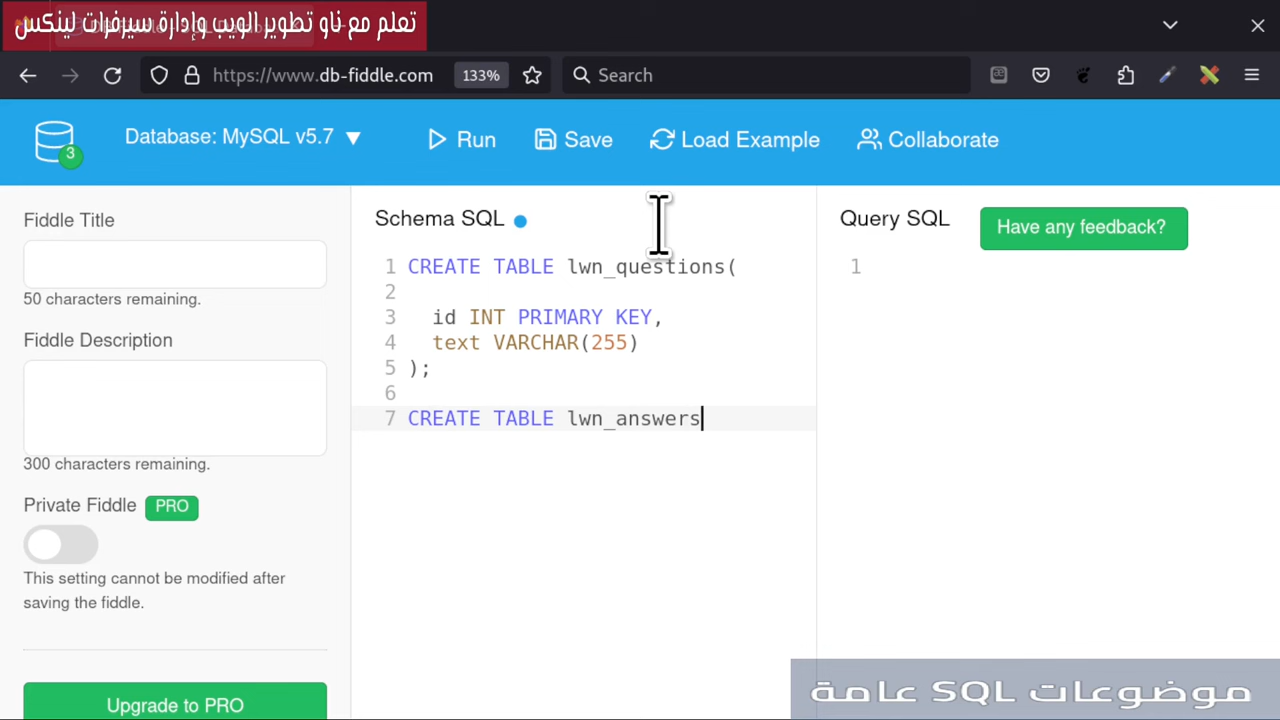 تعلم مع ناو تطوير الويب وإدارة سيرفرات لينكس
https://www.db-fiddle.com
133%
Search
Database: MySQL v5.7
3
Run
Save
Load Example
Collaborate
Fiddle Title
50 characters remaining.
Fiddle Description
300 characters remaining.
Private Fiddle PRO
This setting cannot be modified after
saving the fiddle.
Upgrade to PRO
Schema SQL
1 CREATE TABLE lwn_questions(
2
3 id INT PRIMARY KEY,
4 text VARCHAR(255)
5 );
6
7 CREATE TABLE lwn_answers
Query SQL
Have any feedback?
1
موضوعات SQL عامة